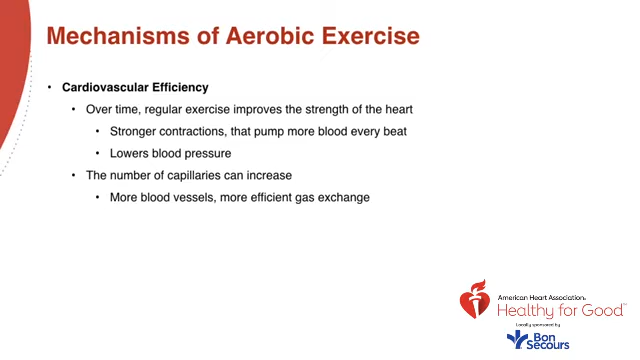 Mechanisms of Aerobic Exercise
• Cardiovascular Efficiency
• Over time, regular exercise improves the strength of the heart
• Stronger contractions, that pump more blood every beat
• Lowers blood pressure
• The number of capillaries can increase
• More blood vessels, more efficient gas exchange
American Heart Association®
Healthy for Good™
Locally sponsored by
Bon
Secours